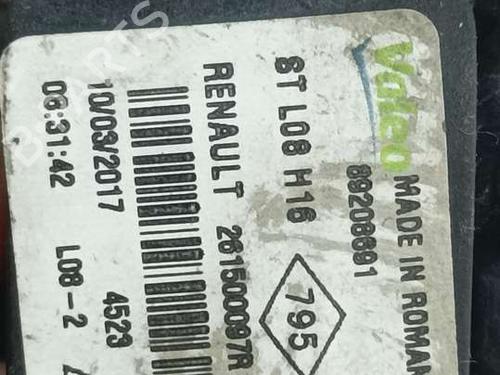 Valeo MADE IN ROMAN
89208691
ST L08 H16
795
RENAULT 261500097R
10/03/2017 4523
06:31:42 L08-2